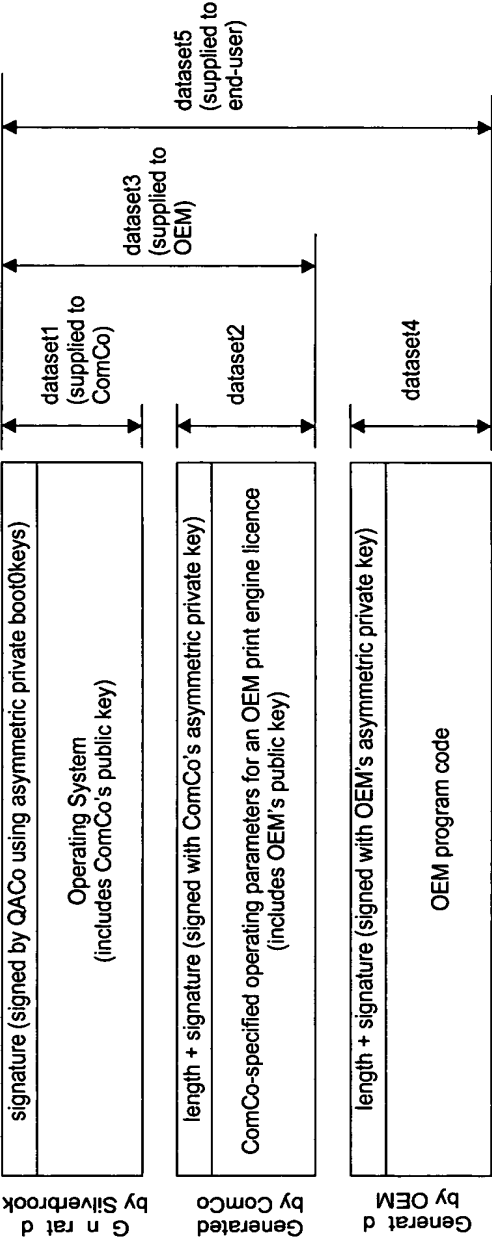 G n rat d
by Silverbrook
signature (signed by QACo using asymmetric private boot0keys)
Operating System
(includes ComCo's public key)
dataset1
(supplied to
ComCo)
dataset3
(supplied to
OEM)
dataset5
(supplied to
end-user)
Generated
by ComCo
length + signature (signed with ComCo's asymmetric private key)
ComCo-specified operating parameters for an OEM print engine licence
(includes OEM's public key)
dataset2
Generat d
by OEM
length + signature (signed with OEM's asymmetric private key)
OEM program code
dataset4